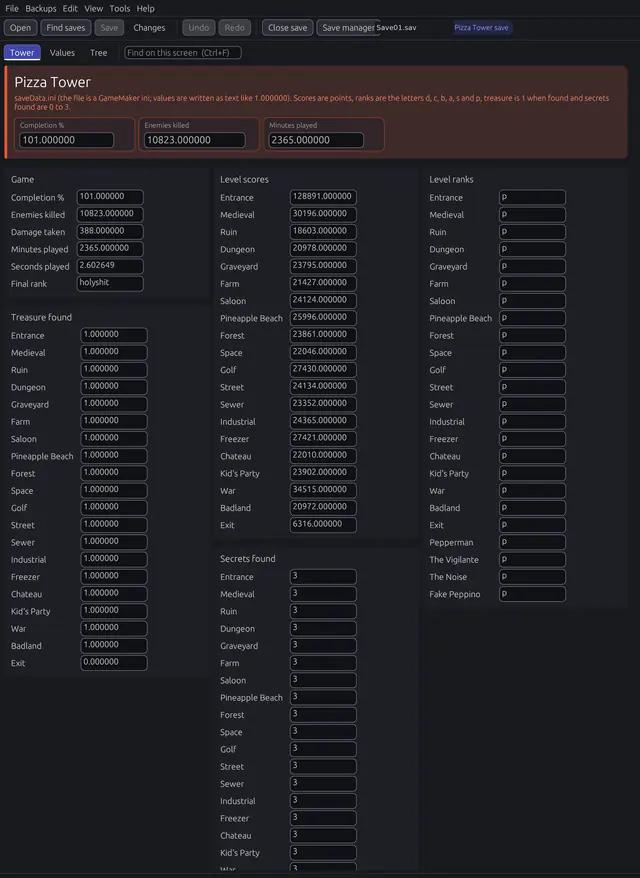 File Backups Edit View Tools Help
Open Find saves Save Changes Undo Redo Close save Save manager Save01.sav Pizza Tower save
Tower Values Tree Find on this screen (Ctrl+F)
Pizza Tower
saveData.ini (the file is a GameMaker ini; values are written as text like 1.000000). Scores are points, ranks are the letters d, c, b, a, s and p, treasure is 1 when found and secrets
found are 0 to 3.
Completion % Enemies killed Minutes played
101.000000 10823.000000 2365.000000
Game
Completion % 101.000000
Enemies killed 10823.000000
Damage taken 388.000000
Minutes played 2365.000000
Seconds played 2.602649
Final rank holyshit
Treasure found
Entrance 1.000000
Medieval 1.000000
Ruin 1.000000
Dungeon 1.000000
Graveyard 1.000000
Farm 1.000000
Saloon 1.000000
Pineapple Beach 1.000000
Forest 1.000000
Space 1.000000
Golf 1.000000
Street 1.000000
Sewer 1.000000
Industrial 1.000000
Freezer 1.000000
Chateau 1.000000
Kid's Party 1.000000
War 1.000000
Badland 1.000000
Exit 0.000000
Level scores
Entrance 128891.000000
Medieval 30196.000000
Ruin 18603.000000
Dungeon 20978.000000
Graveyard 23795.000000
Farm 21427.000000
Saloon 24124.000000
Pineapple Beach 25996.000000
Forest 23861.000000
Space 22046.000000
Golf 27430.000000
Street 24134.000000
Sewer 23352.000000
Industrial 24365.000000
Freezer 27421.000000
Chateau 22010.000000
Kid's Party 23902.000000
War 34515.000000
Badland 20972.000000
Exit 6316.000000
Secrets found
Entrance 3
Medieval 3
Ruin 3
Dungeon 3
Graveyard 3
Farm 3
Saloon 3
Pineapple Beach 3
Forest 3
Space 3
Golf 3
Street 3
Sewer 3
Industrial 3
Freezer 3
Chateau 3
Kid's Party 3
War 3
Level ranks
Entrance p
Medieval p
Ruin p
Dungeon p
Graveyard p
Farm p
Saloon p
Pineapple Beach p
Forest p
Space p
Golf p
Street p
Sewer p
Industrial p
Freezer p
Chateau p
Kid's Party p
War p
Badland p
Exit p
Pepperman p
The Vigilante p
The Noise p
Fake Peppino p